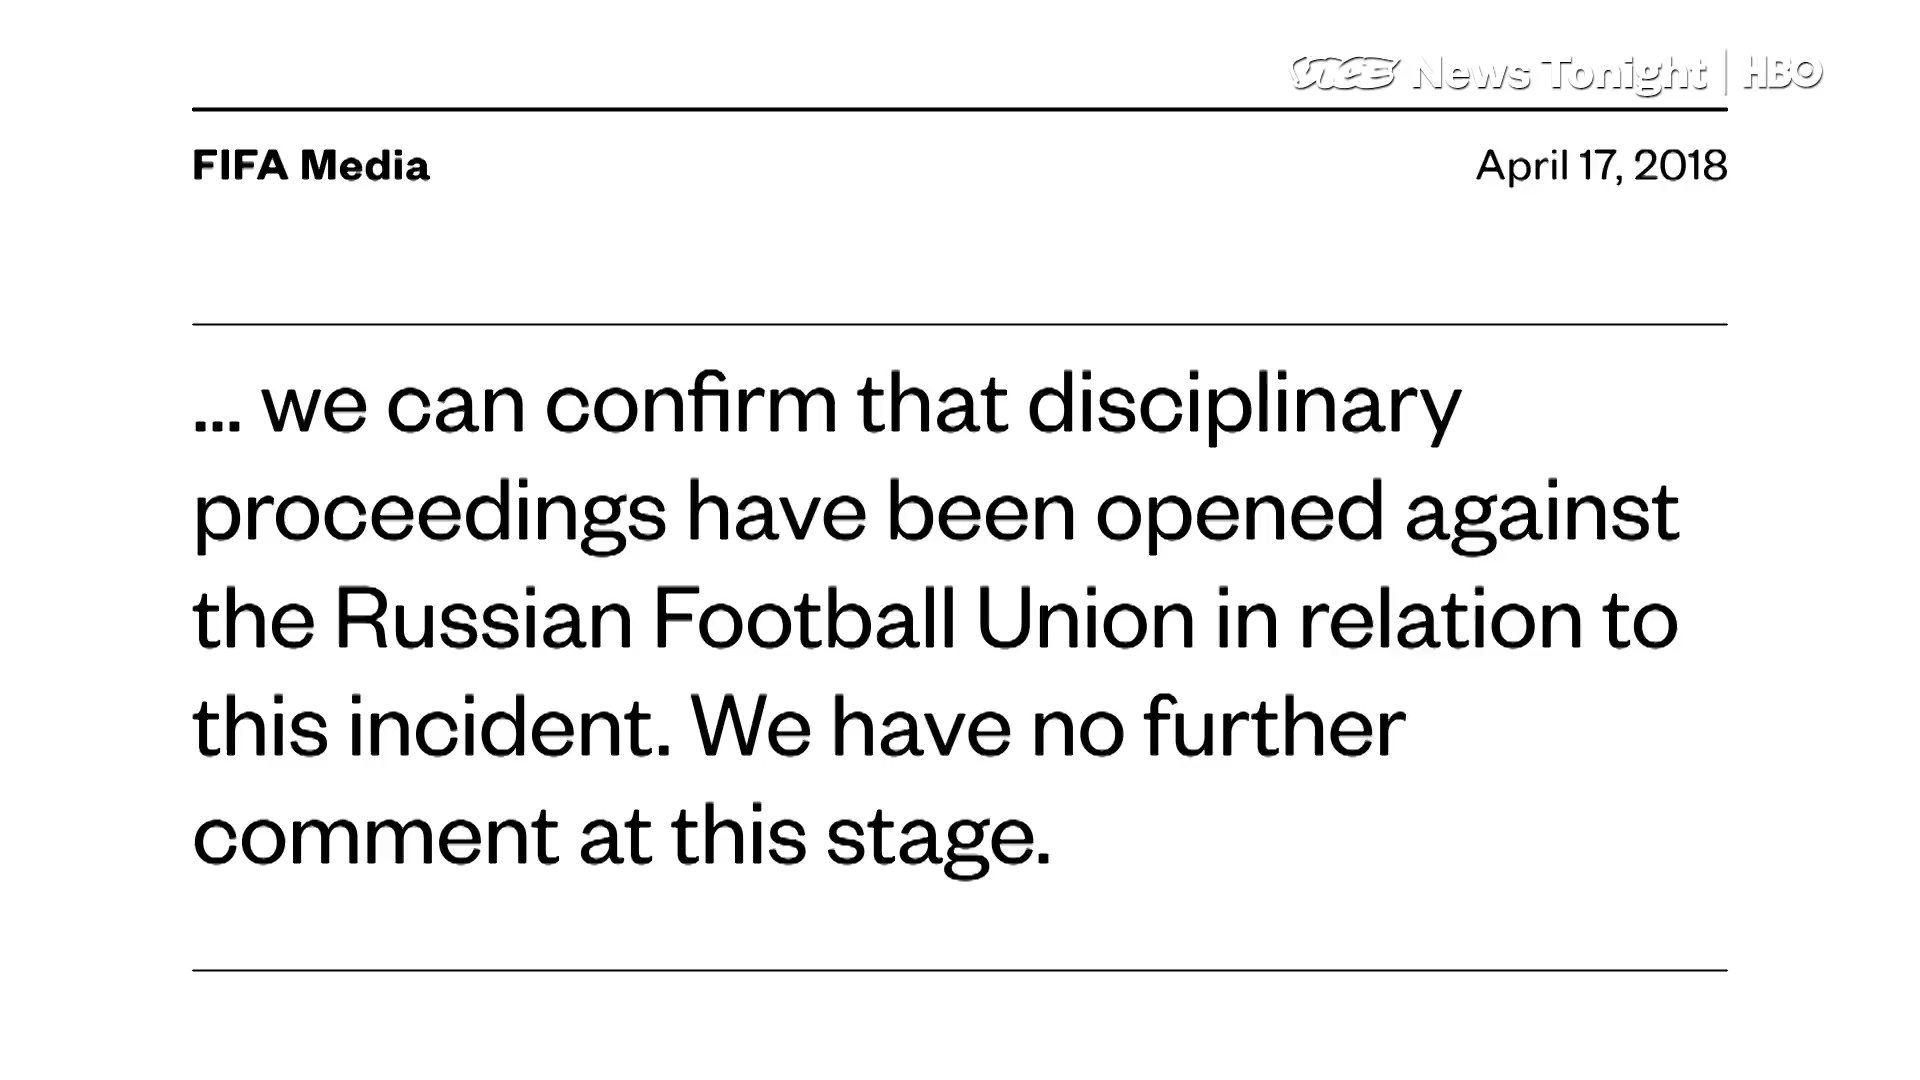 VICE News Tonight | HBO
FIFA Media
April 17, 2018
... we can confirm that disciplinary
proceedings have been opened against
the Russian Football Union in relation to
this incident. We have no further
comment at this stage.